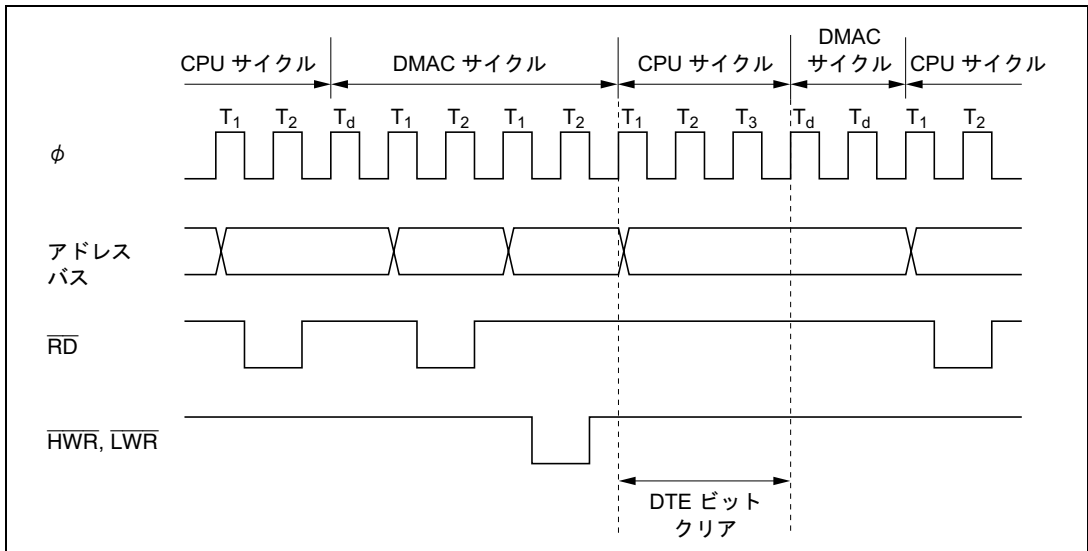 DMAC
CPU サイクル DMAC サイクル CPU サイクル サイクル CPU サイクル
T1 T2 Td T1 T2 T1 T2 T1 T2 T3 Td Td T1 T2
φ
アドレス
バス
RD
HWR, LWR
DTE ビット
クリア